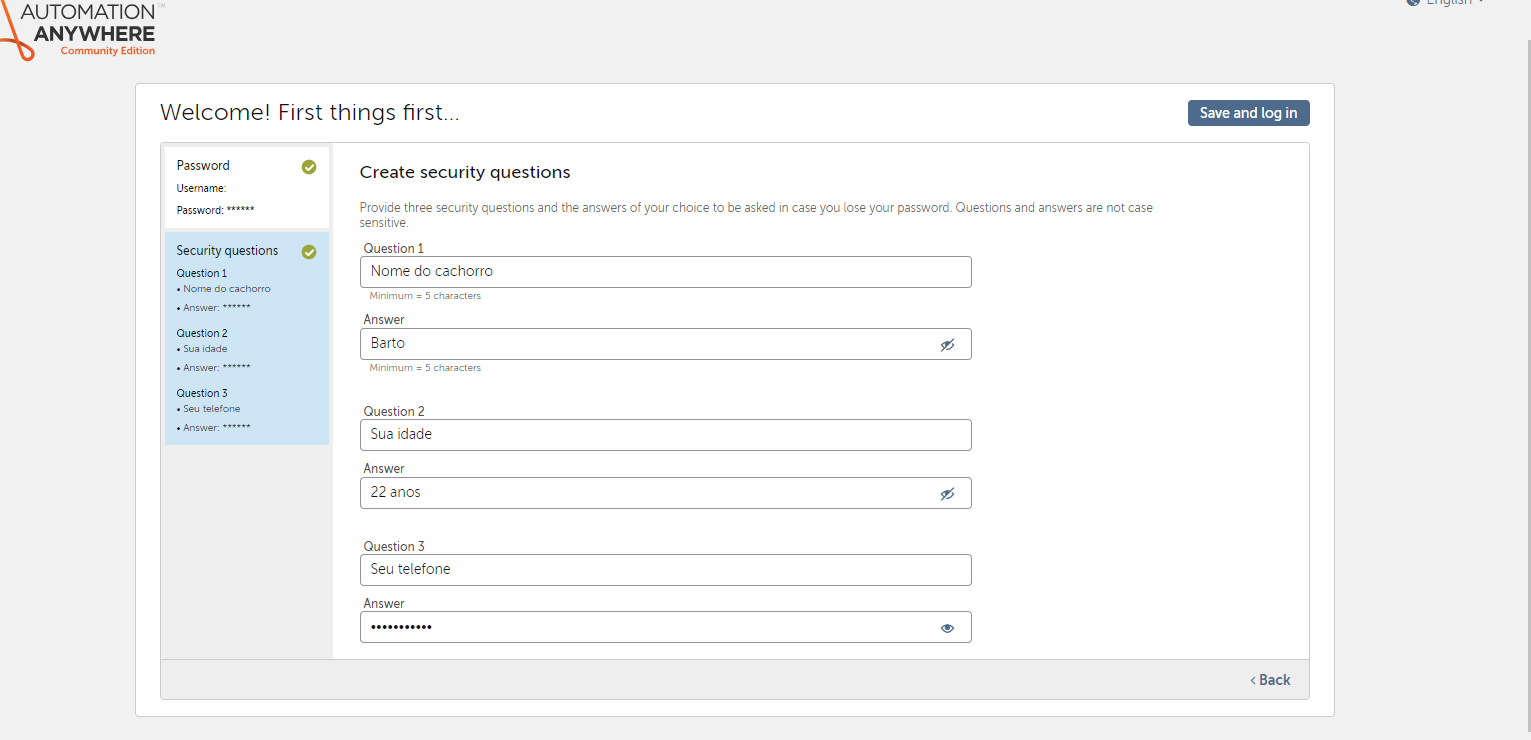 AUTOMATION™
ANYWHERE
Community Edition
English
Welcome! First things first...
Save and log in
Password
Username:
Password: ******
Security questions
Question 1
• Nome do cachorro
• Answer: ******
Question 2
• Sua idade
• Answer: ******
Question 3
• Seu telefone
• Answer: ******
Create security questions
Provide three security questions and the answers of your choice to be asked in case you lose your password. Questions and answers are not case
sensitive.
Question 1
Nome do cachorro
Minimum = 5 characters
Answer
Barto
Minimum = 5 characters
Question 2
Sua idade
Answer
22 anos
Question 3
Seu telefone
Answer
•••••••••••
‹ Back